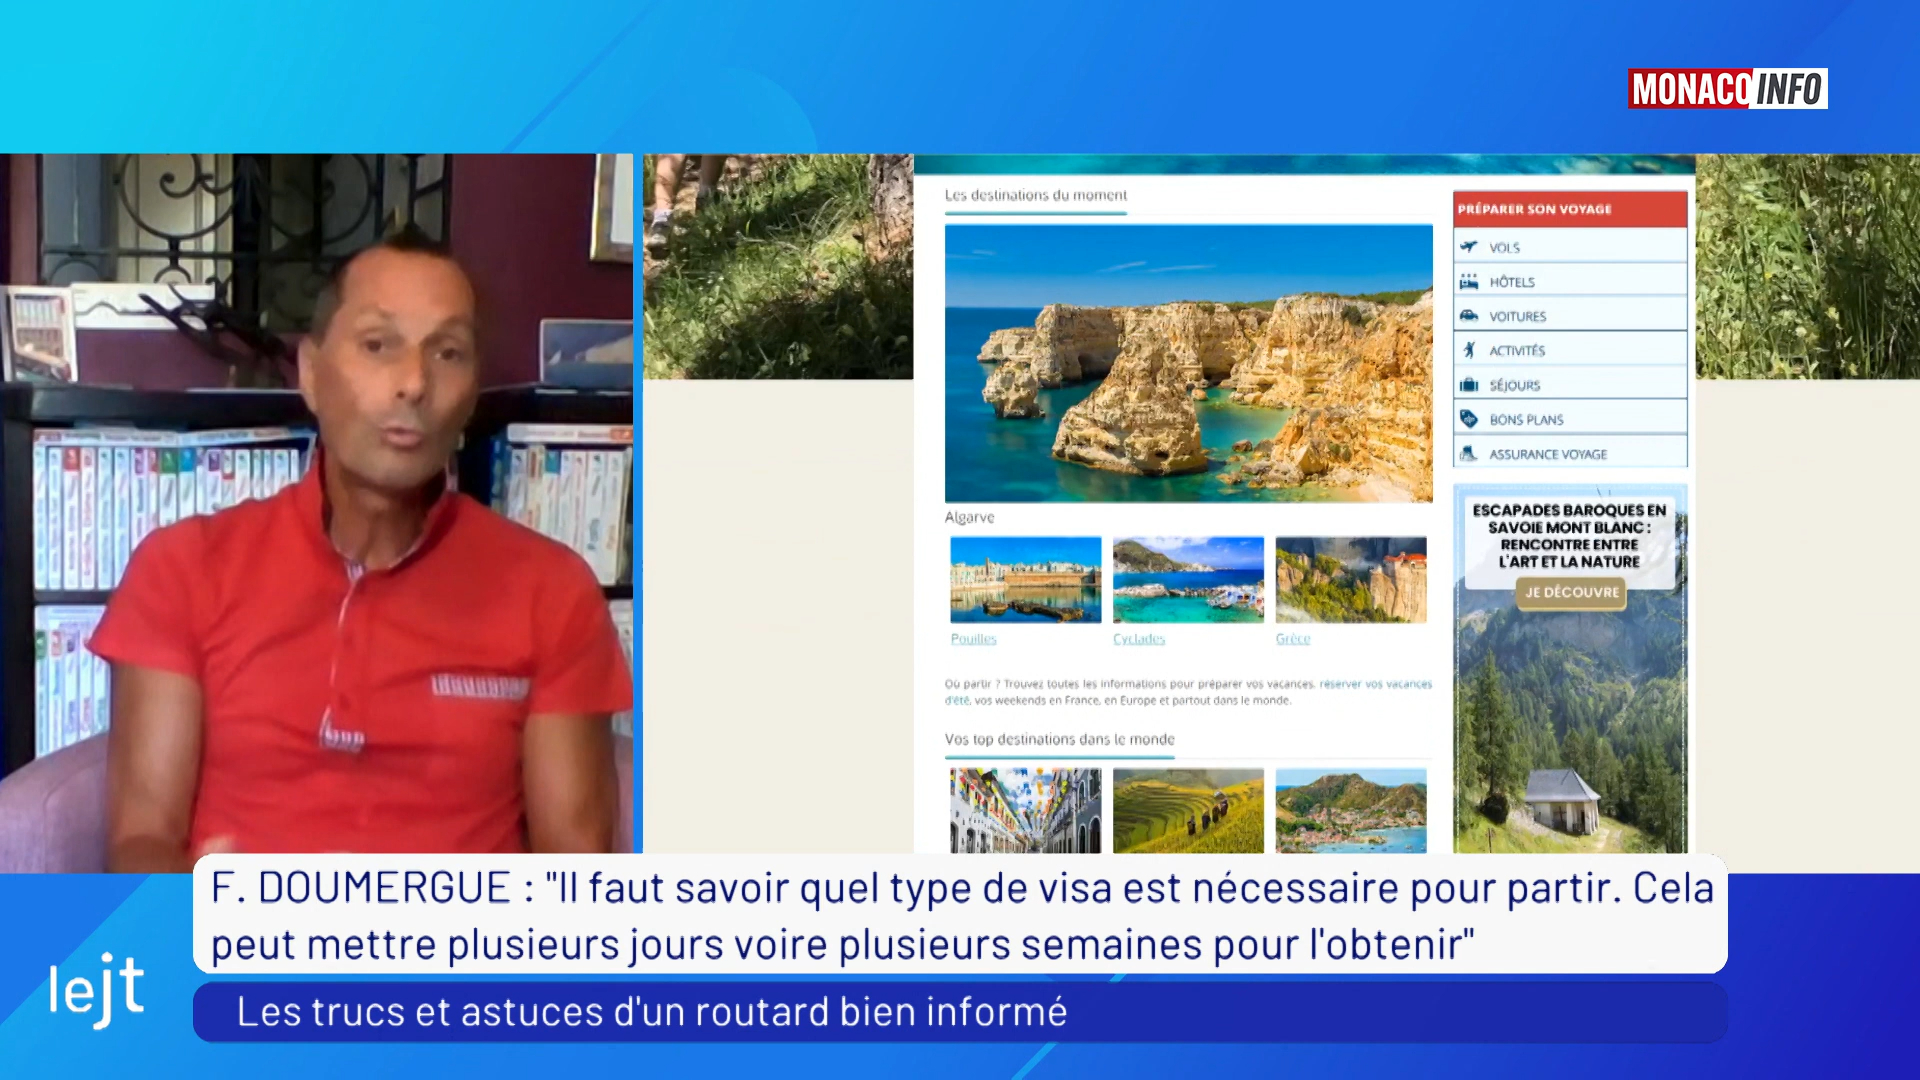 MONACO INFO
Les destinations du moment
Algarve
Pouilles
Cyclades
Grèce
Où partir ? Trouvez toutes les informations pour préparer vos vacances, réserver vos vacances
d'été, vos weekends en France, en Europe et partout dans le monde.
Vos top destinations dans le monde
PRÉPARER SON VOYAGE
VOLS
HÔTELS
VOITURES
ACTIVITÉS
SÉJOURS
BONS PLANS
ASSURANCE VOYAGE
ESCAPADES BAROQUES EN
SAVOIE MONT BLANC :
RENCONTRE ENTRE
L'ART ET LA NATURE
JE DÉCOUVRE
F. DOUMERGUE : "Il faut savoir quel type de visa est nécessaire pour partir. Cela
peut mettre plusieurs jours voire plusieurs semaines pour l'obtenir"
lejt
Les trucs et astuces d'un routard bien informé